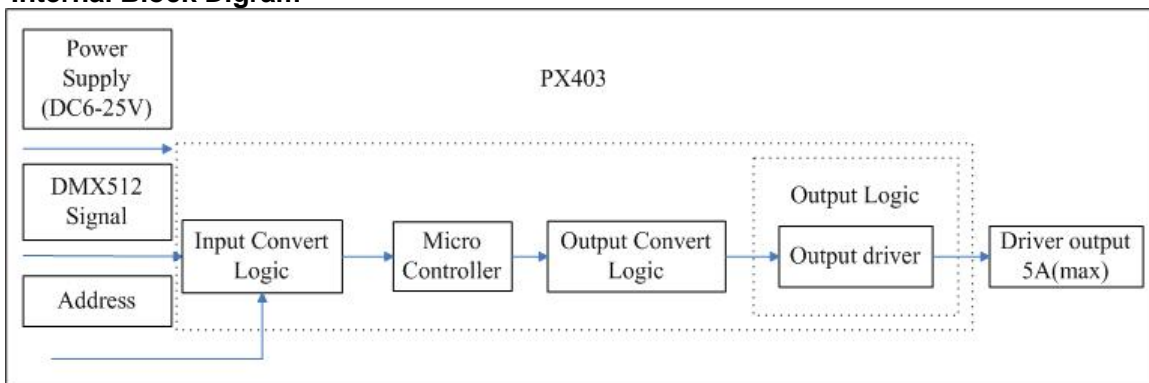 Internal Block Digram
Power
Supply
(DC6-25V)
PX403
DMX512
Signal
Address
Input Convert
Logic
Micro
Controller
Output Convert
Logic
Output Logic
Output driver
Driver output
5A(max)